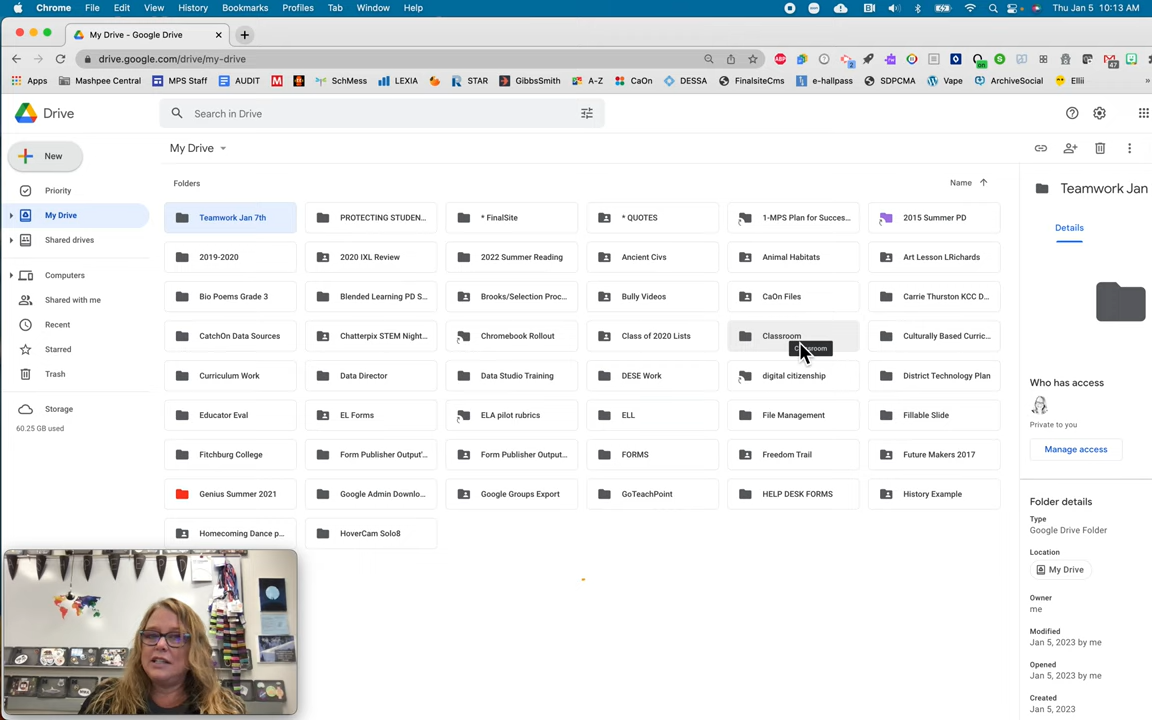 Chrome File Edit View History Bookmarks Profiles Tab Window Help Thu Jan 5 10:13 AM
My Drive - Google Drive
drive.google.com/drive/my-drive
Apps Mashpee Central MPS Staff AUDIT SchMess LEXIA STAR GibbsSmith A-Z CaOn DESSA FinalsiteCms e-hallpass SDPCMA Vape ArchiveSocial Ellii »
Drive
Search in Drive
New
Priority
My Drive
Shared drives
Computers
Shared with me
Recent
Starred
Trash
Storage
60.25 GB used
My Drive
Folders Name
Teamwork Jan 7th PROTECTING STUDEN... * FinalSite * QUOTES 1-MPS Plan for Succes... 2015 Summer PD
2019-2020 2020 IXL Review 2022 Summer Reading Ancient Civs Animal Habitats Art Lesson LRichards
Bio Poems Grade 3 Blended Learning PD S... Brooks/Selection Proc... Bully Videos CaOn Files Carrie Thurston KCC D...
CatchOn Data Sources Chatterpix STEM Night... Chromebook Rollout Class of 2020 Lists Classroom Culturally Based Curric...
Curriculum Work Data Director Data Studio Training DESE Work digital citizenship District Technology Plan
Educator Eval EL Forms ELA pilot rubrics ELL File Management Fillable Slide
Fitchburg College Form Publisher Output'... Form Publisher Output... FORMS Freedom Trail Future Makers 2017
Genius Summer 2021 Google Admin Downlo... Google Groups Export GoTeachPoint HELP DESK FORMS History Example
Homecoming Dance p... HoverCam Solo8
Teamwork Jan
Details
Who has access
Private to you
Manage access
Folder details
Type
Google Drive Folder
Location
My Drive
Owner
me
Modified
Jan 5, 2023 by me
Opened
Jan 5, 2023 by me
Created
Jan 5, 2023